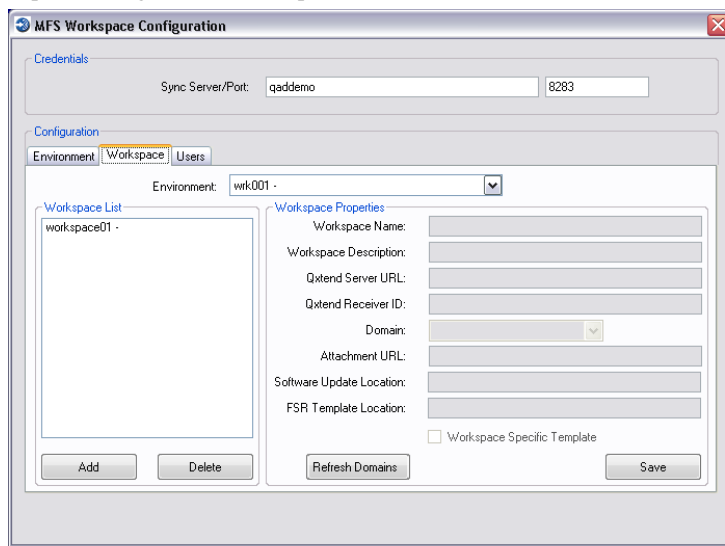 MFS Workspace Configuration
Credentials
Sync Server/Port: qaddemo 8283
Configuration
Environment Workspace Users
Environment: wrk001 -
Workspace List
workspace01 -
Workspace Properties
Workspace Name:
Workspace Description:
Qxtend Server URL:
Qxtend Receiver ID:
Domain:
Attachment URL:
Software Update Location:
FSR Template Location:
Workspace Specific Template
Add Delete Refresh Domains Save